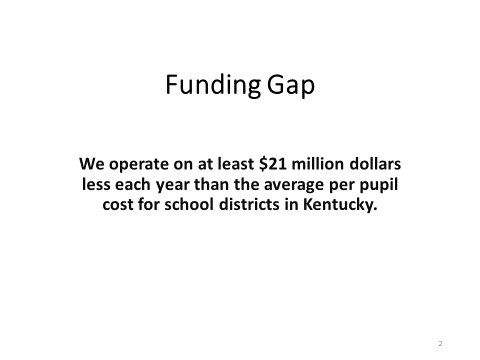 Funding Gap
We operate on at least $21 million dollars
less each year than the average per pupil
cost for school districts in Kentucky.
2